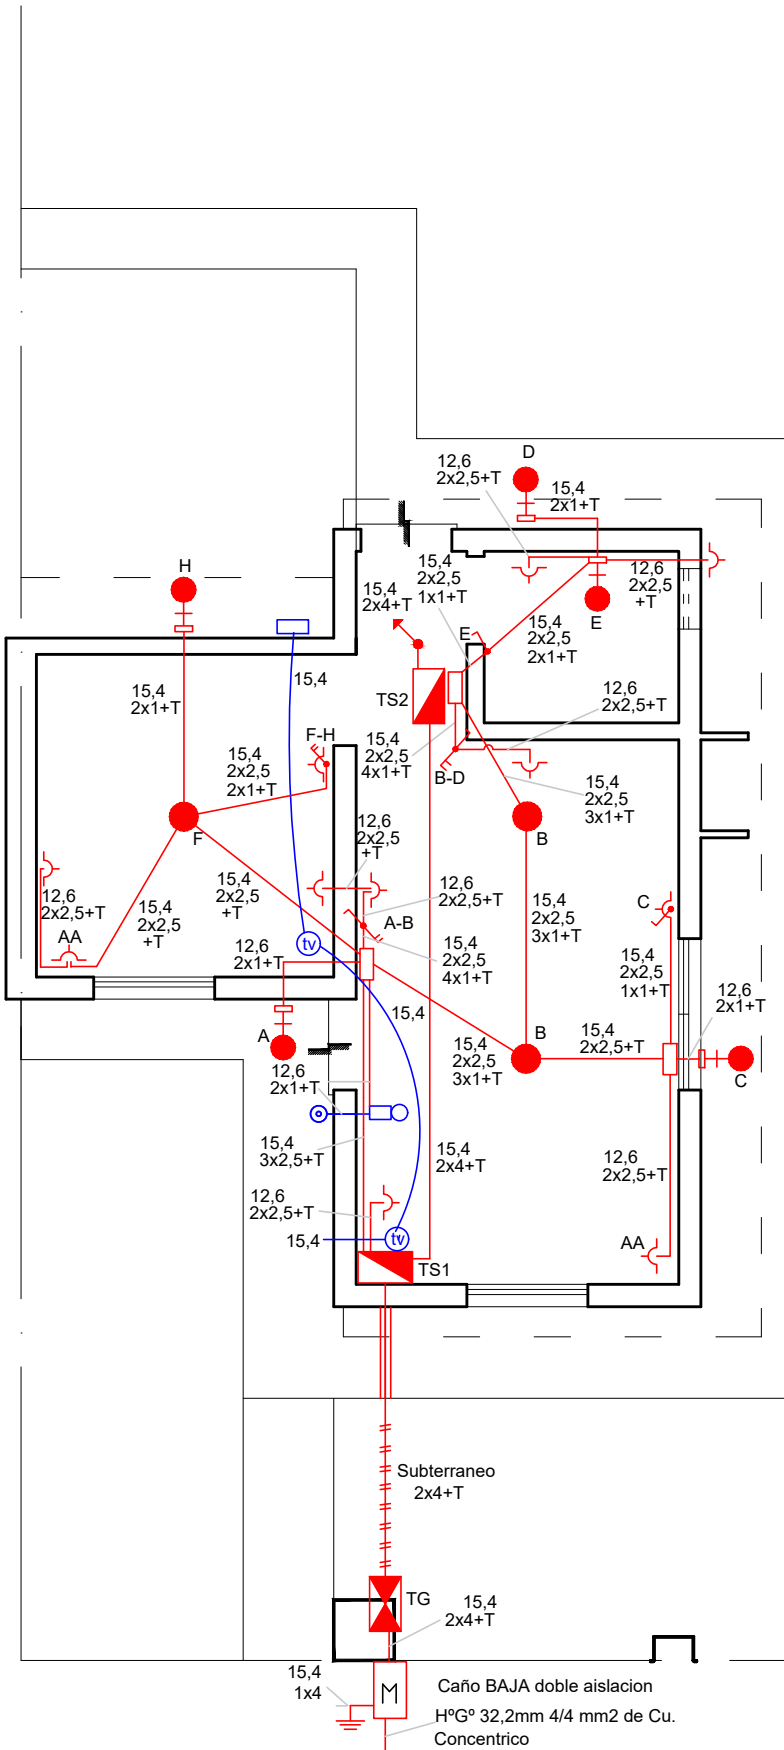 D
12,6
2x2,5+T
15,4
2x1+T
15,4
2x2,5
1x1+T
12,6
2x2,5
+T
H
15,4
2x4+T
E
E
15,4
2x2,5
2x1+T
15,4
TS2
12,6
2x2,5+T
15,4
2x1+T
F-H
15,4
2x2,5
4x1+T
B-D
15,4
2x2,5
2x1+T
15,4
2x2,5
3x1+T
F
B
12,6
2x2,5
+T
15,4
2x2,5
+T
12,6
2x2,5+T
12,6
2x2,5+T
15,4
2x2,5
+T
AA
A-B
15,4
2x2,5
3x1+T
C
12,6
2x1+T
tv
15,4
2x2,5
4x1+T
15,4
2x2,5
1x1+T
12,6
2x1+T
15,4
A
B
15,4
2x2,5+T
C
15,4
2x2,5
3x1+T
12,6
2x1+T
15,4
3x2,5+T
15,4
2x4+T
12,6
2x2,5+T
12,6
2x2,5+T
15,4
tv
AA
TS1
Subterraneo
2x4+T
TG
15,4
2x4+T
15,4
1x4
M
Caño BAJA doble aislacion
HºGº 32,2mm 4/4 mm2 de Cu.
Concentrico